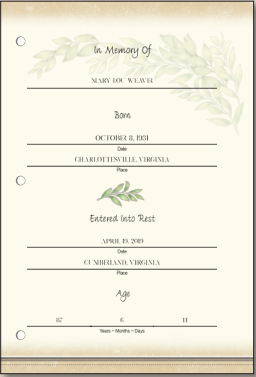 In Memory Of
MARY LOU WEAVER
Born
OCTOBER 8, 1931
Date
CHARLOTTESVILLE, VIRGINIA
Place
Entered Into Rest
APRIL 19, 2019
Date
CUMBERLAND, VIRGINIA
Place
Age
87 6 11
Years • Months • Days